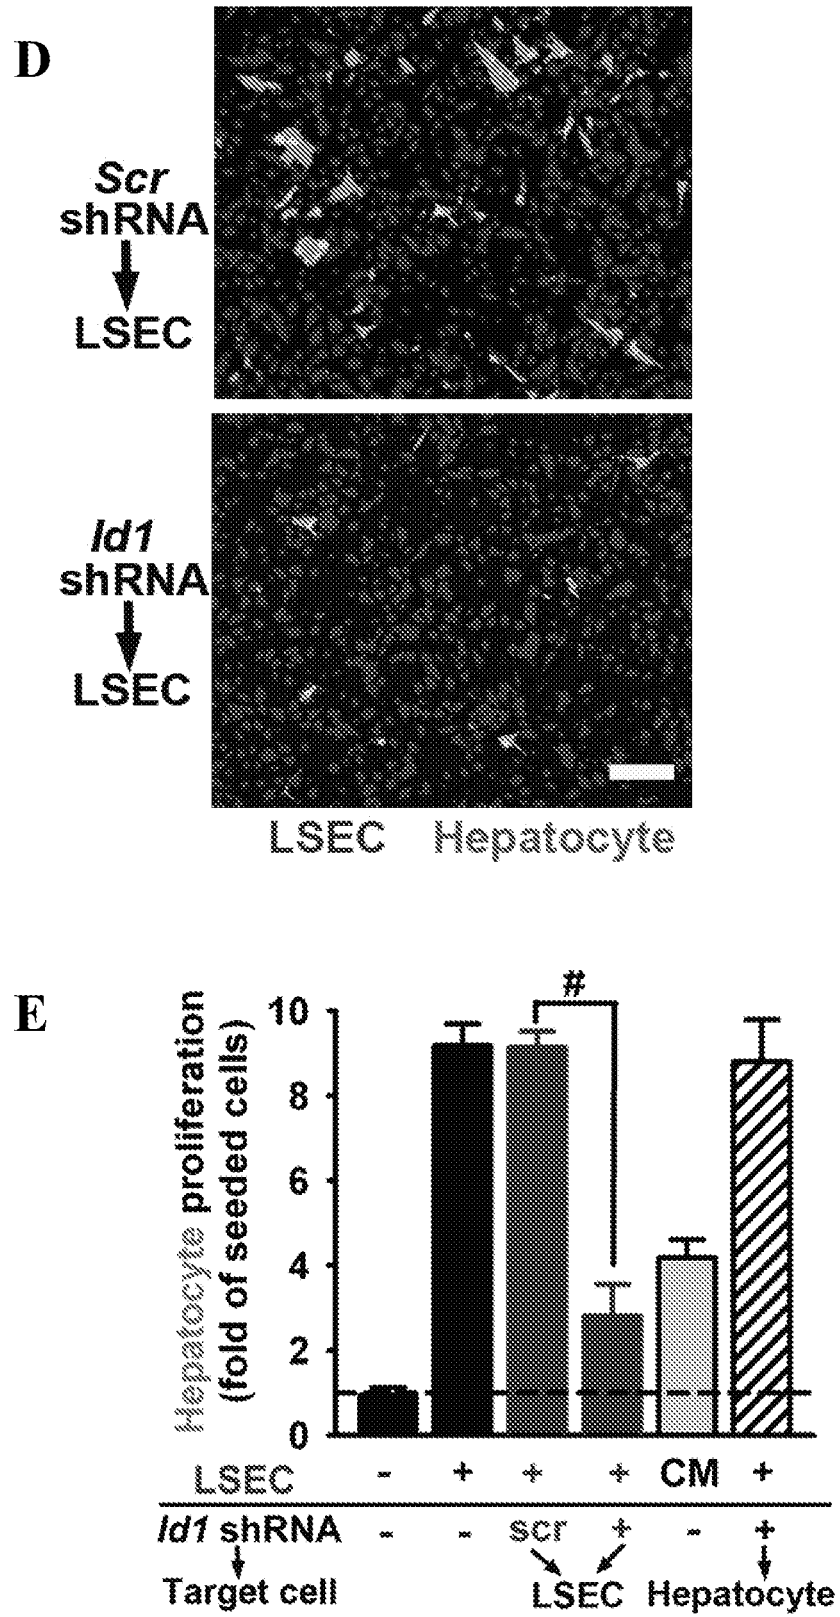 D
Scr
shRNA
LSEC
Id1
shRNA
LSEC
LSEC Hepatocyte
E
Hepatocyte proliferation
(fold of seeded cells)
#
10
8
6
4
2
0
LSEC - + + + CM +
Id1 shRNA - - scr + - +
Target cell LSEC Hepatocyte